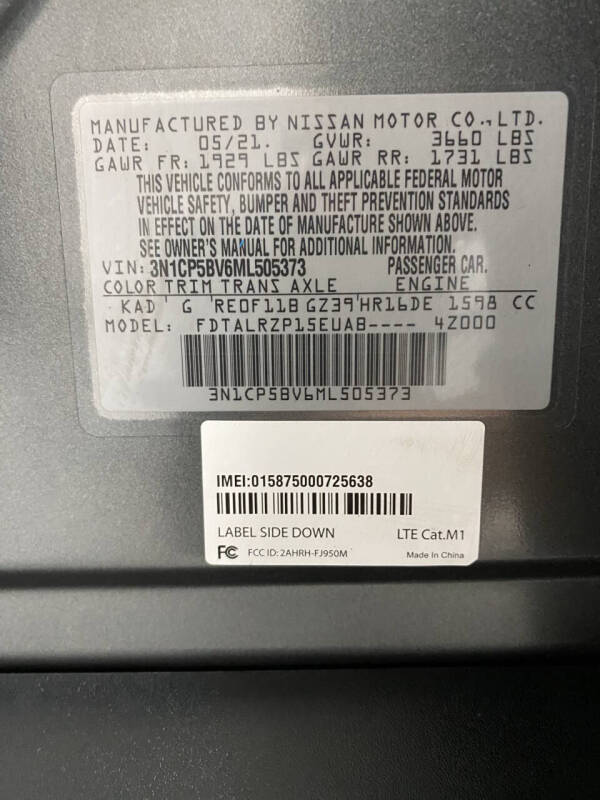 MANUFACTURED BY NISSAN MOTOR CO., LTD.
DATE: 05/21. GVWR: 3660 LBS
GAWR FR: 1929 LBS GAWR RR: 1731 LBS
THIS VEHICLE CONFORMS TO ALL APPLICABLE FEDERAL MOTOR
VEHICLE SAFETY, BUMPER AND THEFT PREVENTION STANDARDS
IN EFFECT ON THE DATE OF MANUFACTURE SHOWN ABOVE.
SEE OWNER'S MANUAL FOR ADDITIONAL INFORMATION.
VIN: 3N1CP5BV6ML505373 PASSENGER CAR.
COLOR TRIM TRANS AXLE ENGINE
KAD G RE0F11B GZ39 HR16DE 1598 CC
MODEL: FDTALRZP15EUAB---- 4Z000
3N1CP5BV6ML505373
IMEI:015875000725638
LABEL SIDE DOWN LTE Cat.M1
FC FCC ID: 2AHRH-FJ950M Made In China